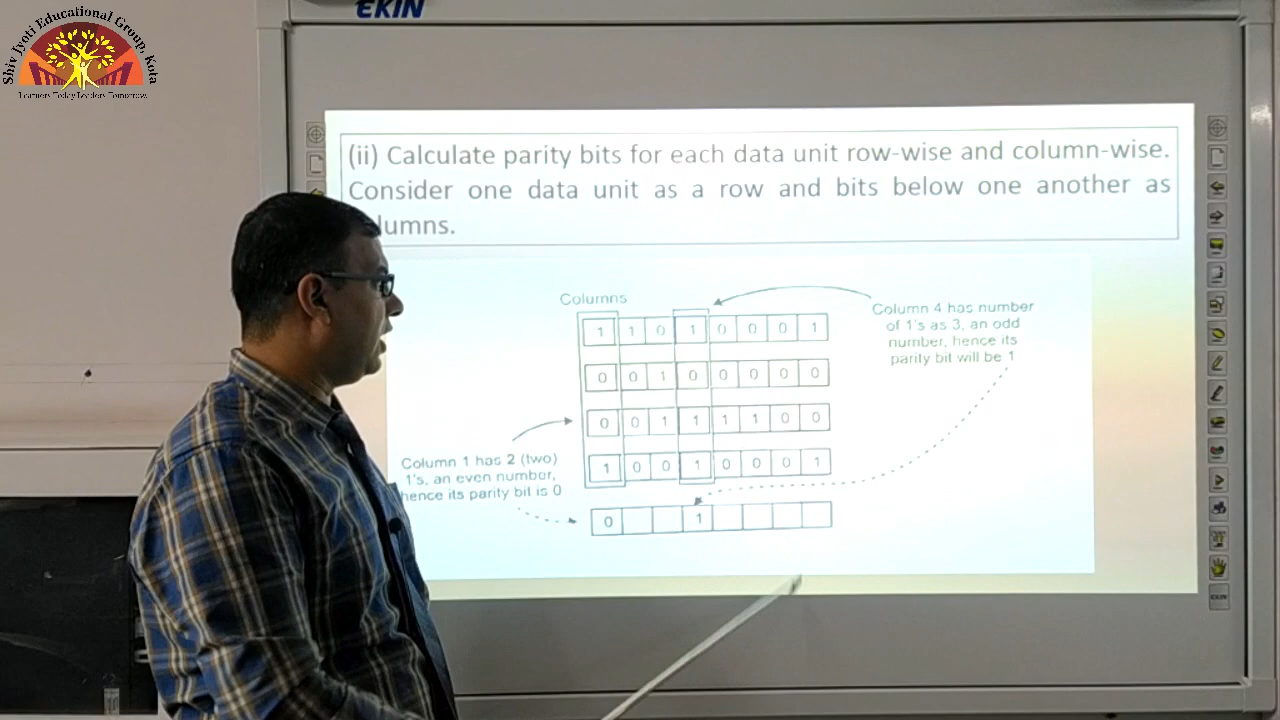 EKIN
Shiv Jyoti Educational Group, Kota
Learners Today Leaders Tomorrow
(ii) Calculate parity bits for each data unit row-wise and column-wise.
Consider one data unit as a row and bits below one another as
lumns.
Columns
Column 4 has number
of 1's as 3, an odd
number, hence its
parity bit will be 1
1 1 0 1 0 0 0 1
0 0 1 0 0 0 0 0
0 0 1 1 1 1 0 0
1 0 0 1 0 0 0 1
Column 1 has 2 (two)
1's, an even number,
hence its parity bit is 0
0 1
EKIN